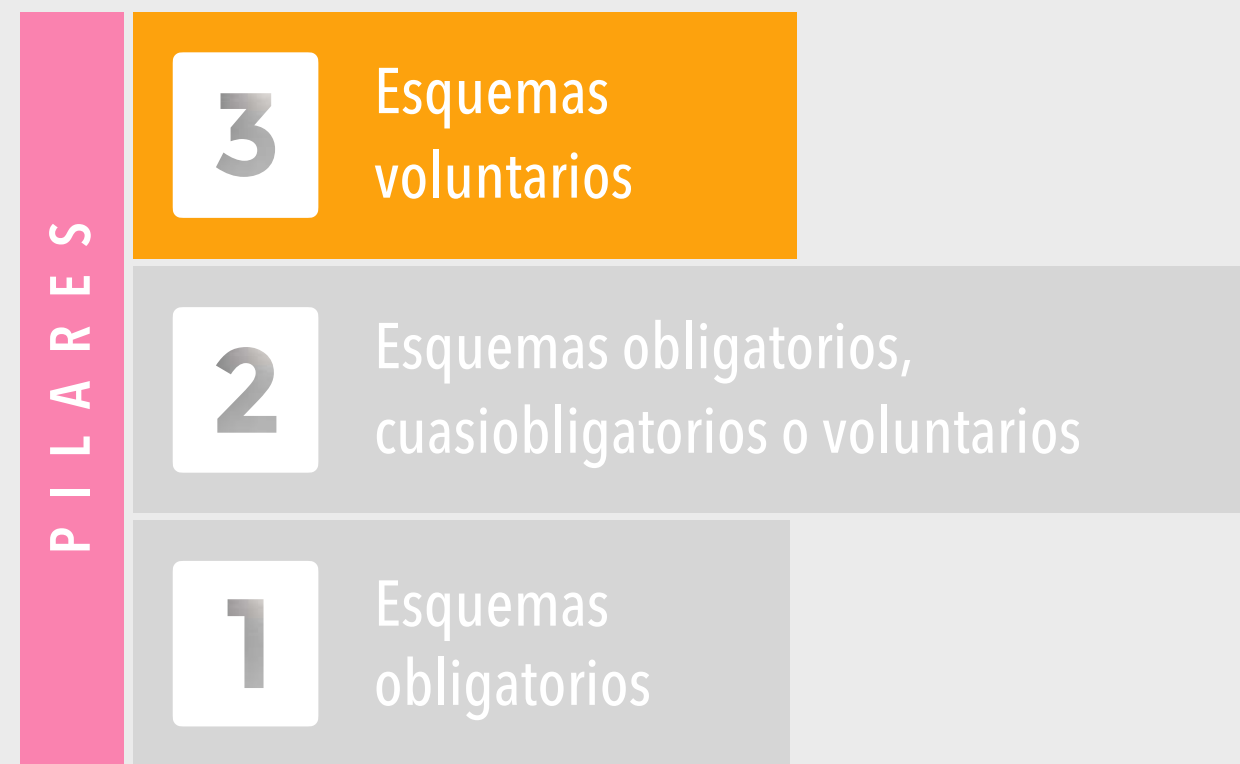 PILARES
3
Esquemas
voluntarios
2
Esquemas obligatorios,
cuasiobligatorios o voluntarios
1
Esquemas
obligatorios